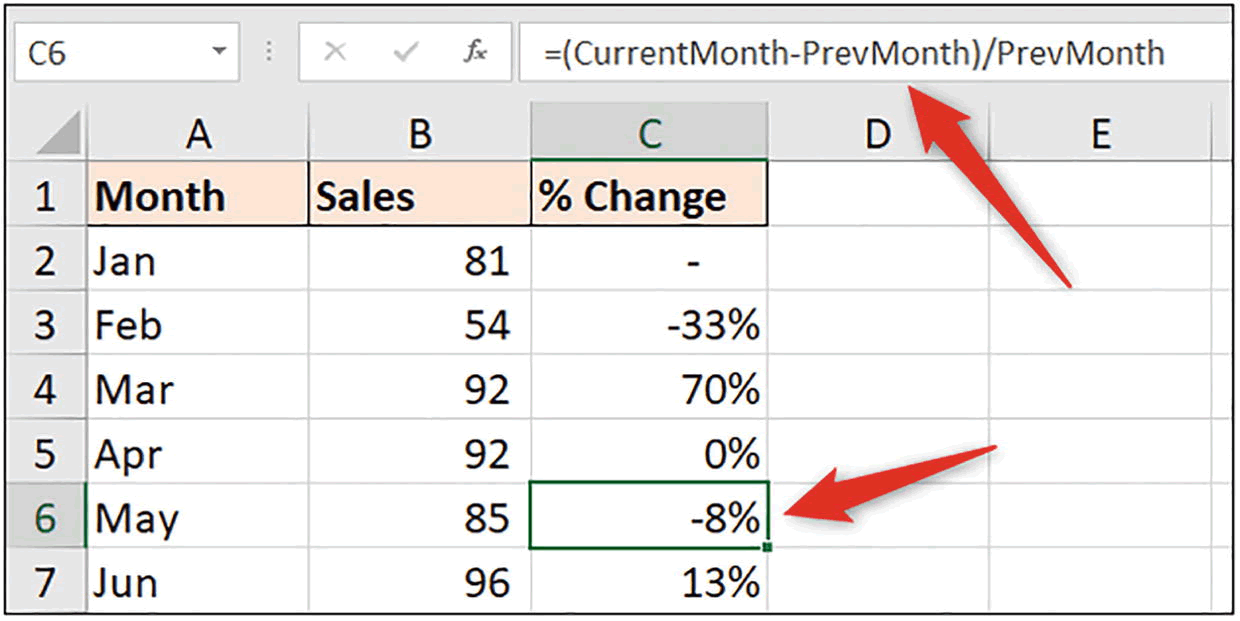 C6 fx =(CurrentMonth-PrevMonth)/PrevMonth
A B C D E
1 Month Sales % Change
2 Jan 81 -
3 Feb 54 -33%
4 Mar 92 70%
5 Apr 92 0%
6 May 85 -8%
7 Jun 96 13%